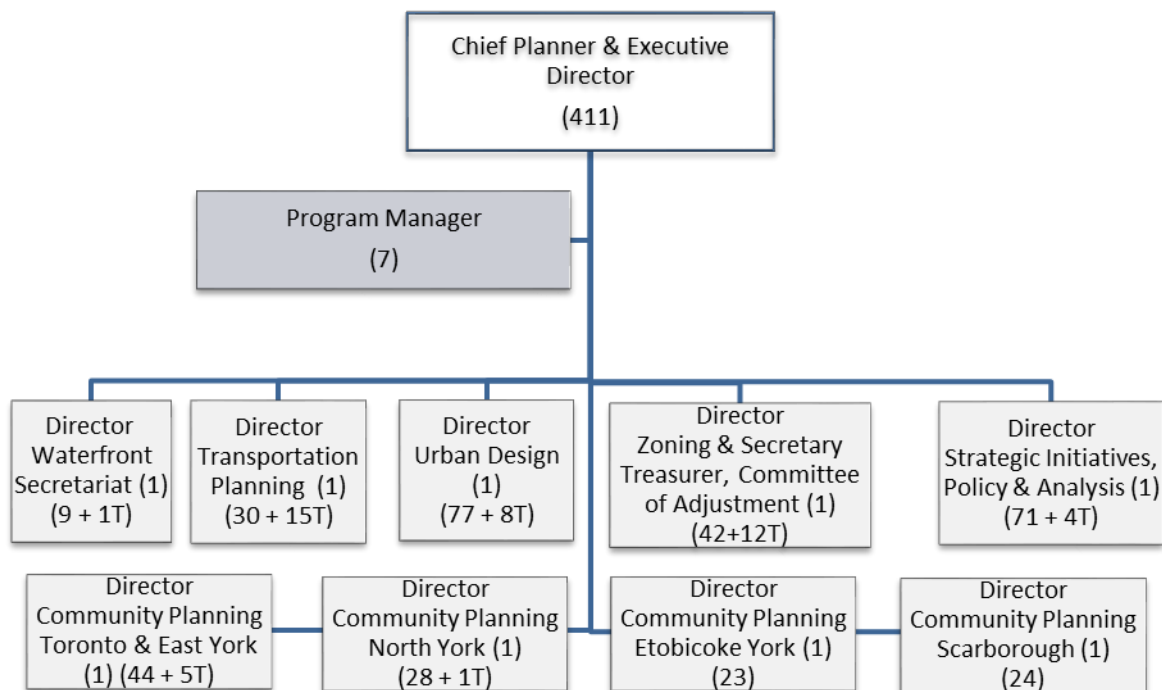 Chief Planner & Executive
Director
(411)
Program Manager
(7)
Director
Waterfront
Secretariat (1)
(9 + 1T)
Director
Transportation
Planning (1)
(30 + 15T)
Director
Urban Design
(1)
(77 + 8T)
Director
Zoning & Secretary
Treasurer, Committee
of Adjustment (1)
(42+12T)
Director
Strategic Initiatives,
Policy & Analysis (1)
(71 + 4T)
Director
Community Planning
Toronto & East York
(1) (44 + 5T)
Director
Community Planning
North York (1)
(28 + 1T)
Director
Community Planning
Etobicoke York (1)
(23)
Director
Community Planning
Scarborough (1)
(24)